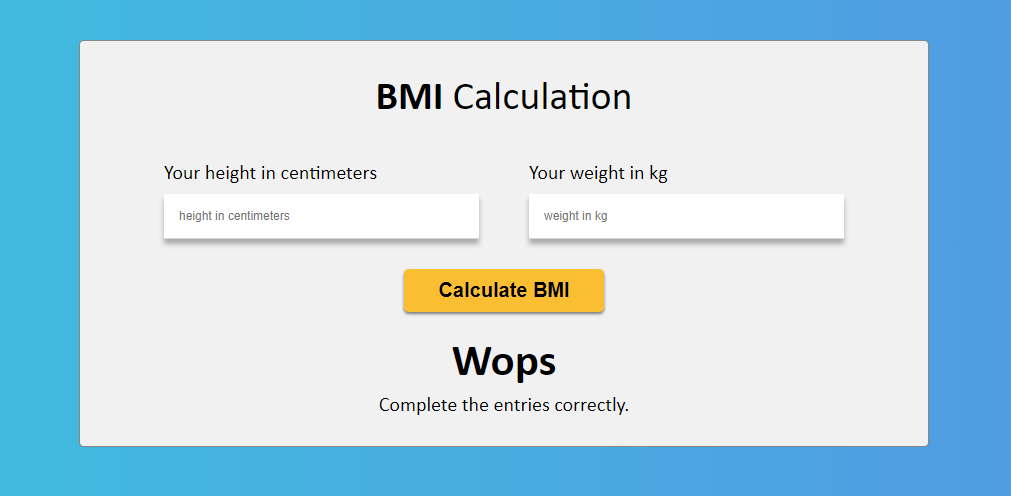 BMI Calculation
Your height in centimeters
Your weight in kg
height in centimeters
weight in kg
Calculate BMI
Wops
Complete the entries correctly.